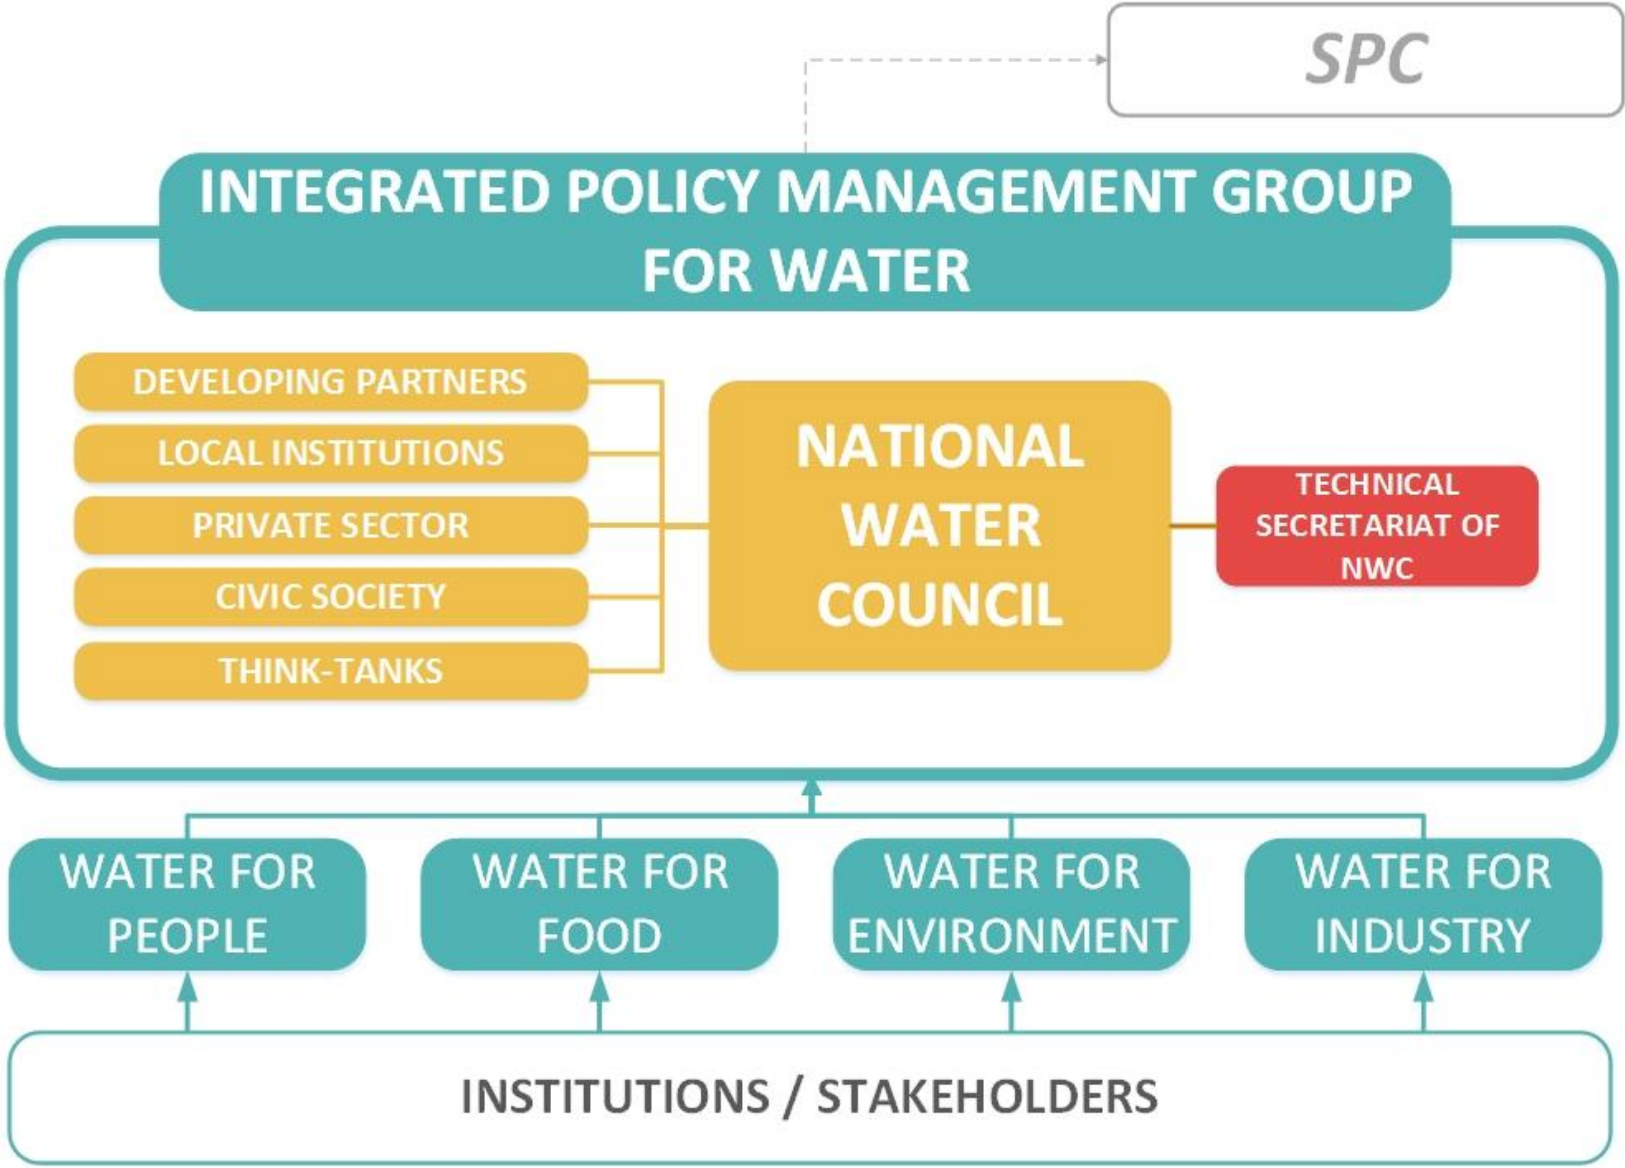 SPC
INTEGRATED POLICY MANAGEMENT GROUP
FOR WATER
DEVELOPING PARTNERS
LOCAL INSTITUTIONS
PRIVATE SECTOR
CIVIC SOCIETY
THINK-TANKS
NATIONAL
WATER
COUNCIL
TECHNICAL
SECRETARIAT OF
NWC
WATER FOR
PEOPLE
WATER FOR
FOOD
WATER FOR
ENVIRONMENT
WATER FOR
INDUSTRY
INSTITUTIONS / STAKEHOLDERS